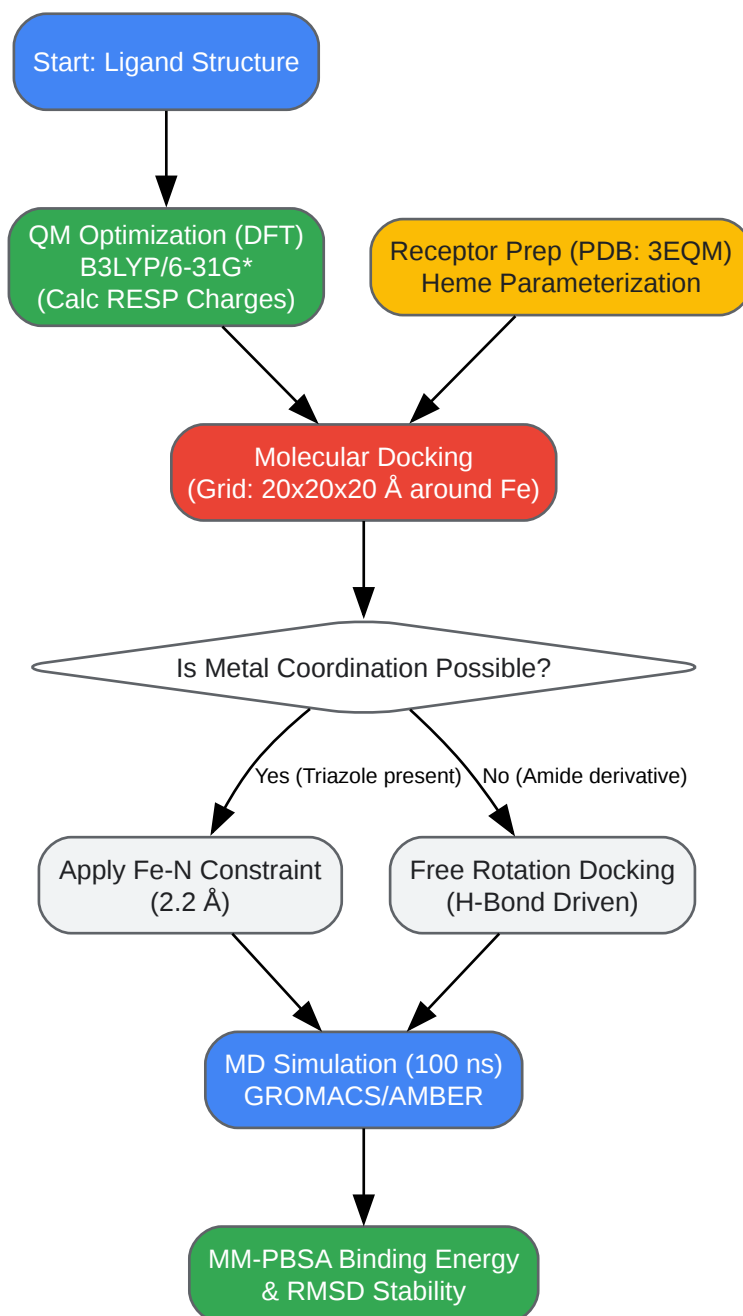 Start: Ligand Structure
QM Optimization (DFT)
B3LYP/6-31G*
(Calc RESP Charges)
Receptor Prep (PDB: 3EQM)
Heme Parameterization
Molecular Docking
(Grid: 20x20x20 Å around Fe)
Is Metal Coordination Possible?
Yes (Triazole present)
No (Amide derivative)
Apply Fe-N Constraint
(2.2 Å)
Free Rotation Docking
(H-Bond Driven)
MD Simulation (100 ns)
GROMACS/AMBER
MM-PBSA Binding Energy
& RMSD Stability